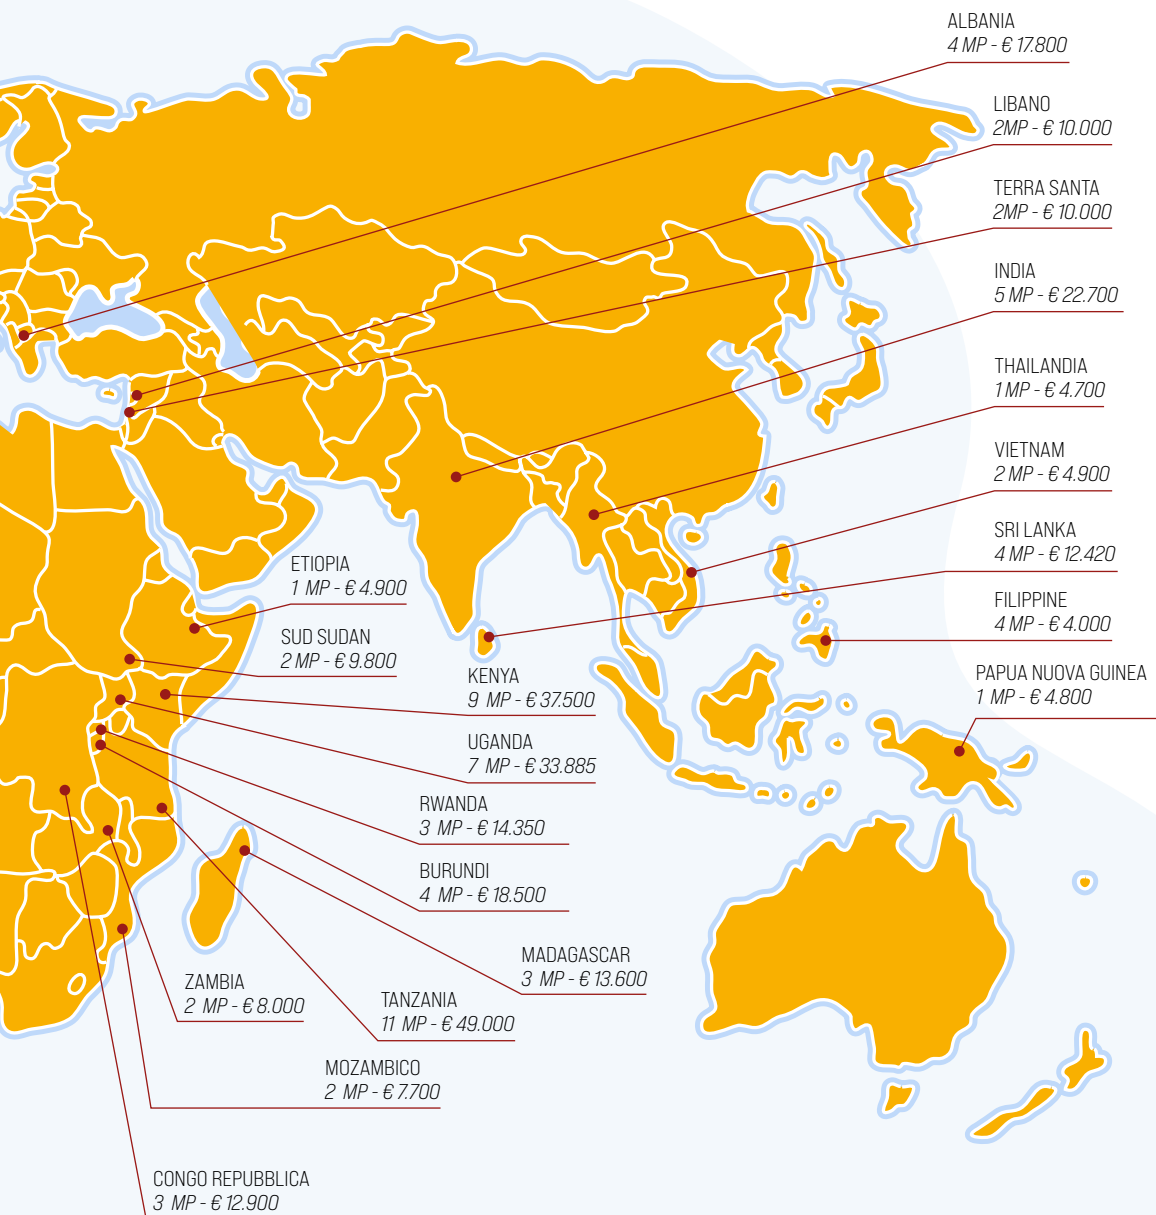 ALBANIA
4 MP - € 17.800
LIBANO
2MP - € 10.000
TERRA SANTA
2MP - € 10.000
INDIA
5 MP - € 22.700
THAILANDIA
1 MP - € 4.700
VIETNAM
2 MP - € 4.900
SRI LANKA
4 MP - € 12.420
FILIPPINE
4 MP - € 4.000
PAPUA NUOVA GUINEA
1 MP - € 4.800
ETIOPIA
1 MP - € 4.900
SUD SUDAN
2 MP - € 9.800
KENYA
9 MP - € 37.500
UGANDA
7 MP - € 33.885
RWANDA
3 MP - € 14.350
BURUNDI
4 MP - € 18.500
MADAGASCAR
3 MP - € 13.600
ZAMBIA
2 MP - € 8.000
TANZANIA
11 MP - € 49.000
MOZAMBICO
2 MP - € 7.700
CONGO REPUBBLICA
3 MP - € 12.900